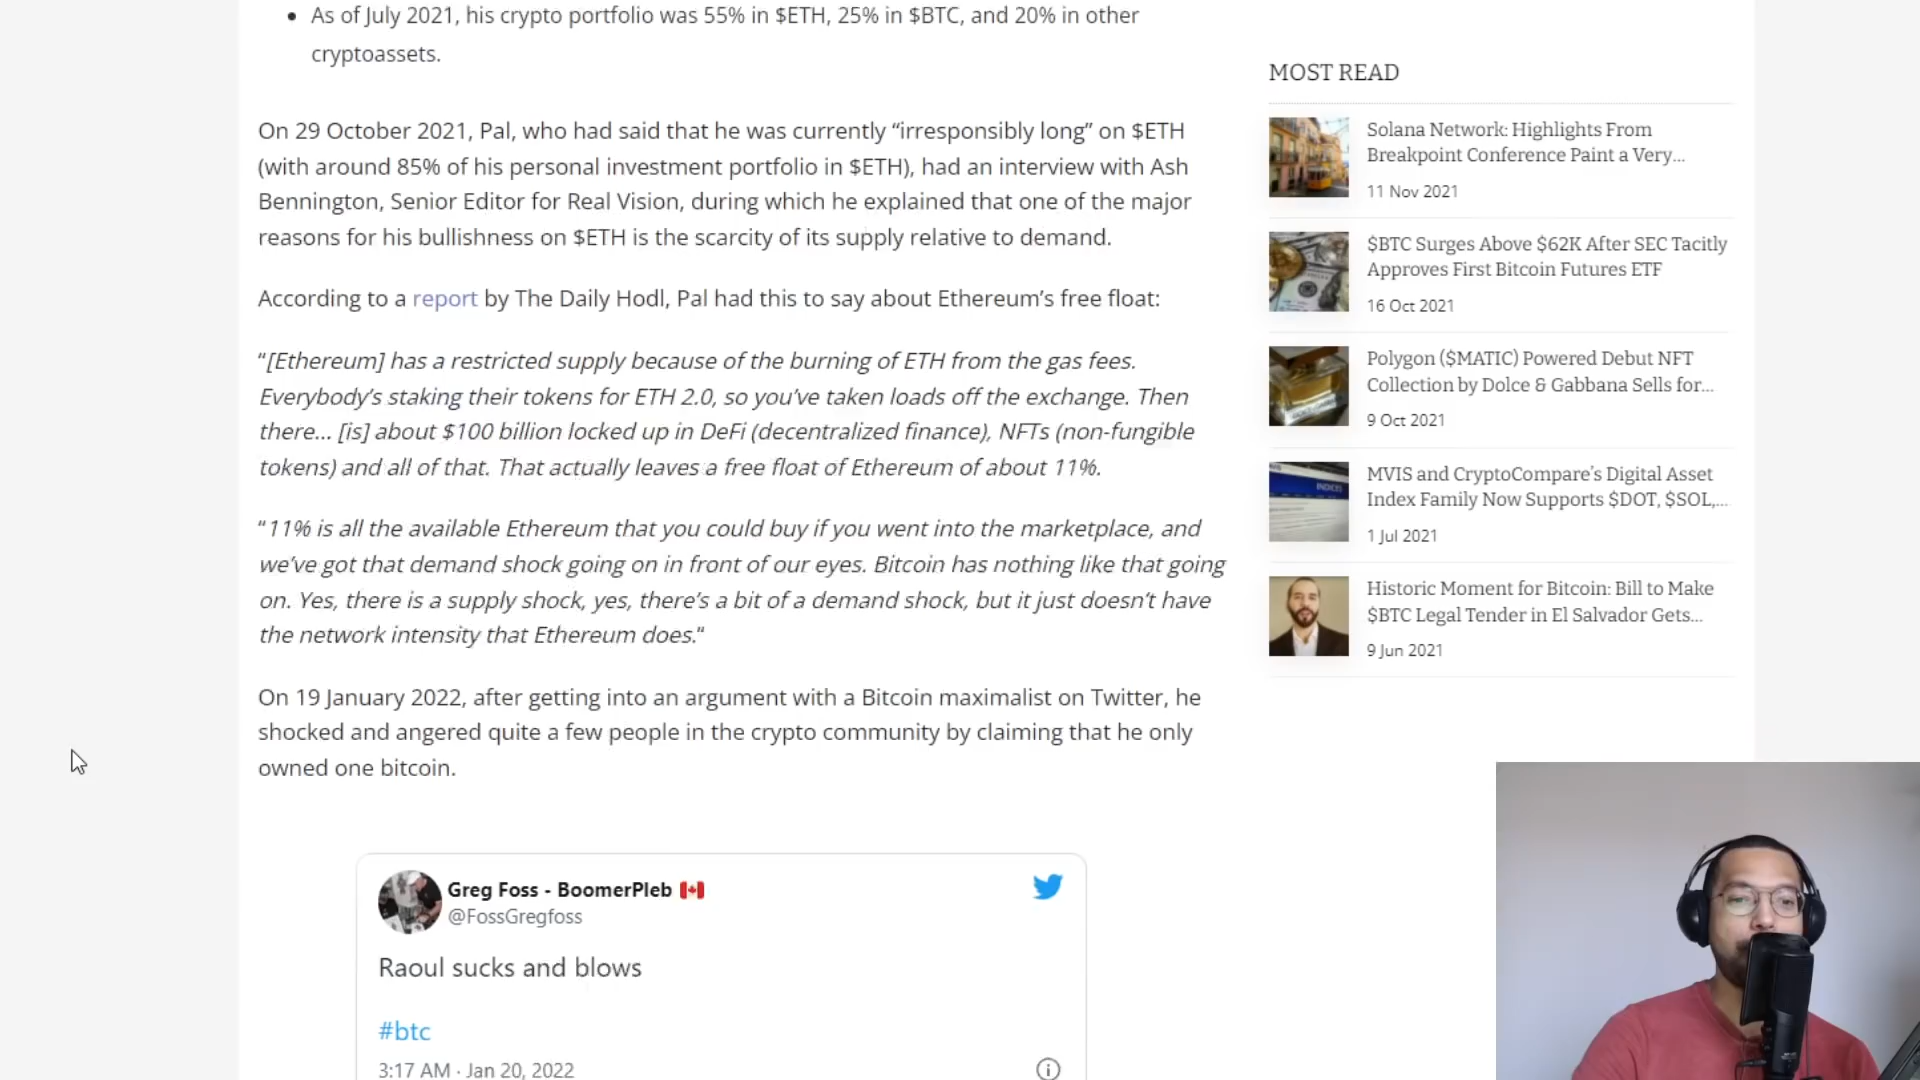 • As of July 2021, his crypto portfolio was 55% in $ETH, 25% in $BTC, and 20% in other
cryptoassets.
On 29 October 2021, Pal, who had said that he was currently “irresponsibly long” on $ETH
(with around 85% of his personal investment portfolio in $ETH), had an interview with Ash
Bennington, Senior Editor for Real Vision, during which he explained that one of the major
reasons for his bullishness on $ETH is the scarcity of its supply relative to demand.
According to a report by The Daily Hodl, Pal had this to say about Ethereum’s free float:
“[Ethereum] has a restricted supply because of the burning of ETH from the gas fees.
Everybody’s staking their tokens for ETH 2.0, so you’ve taken loads off the exchange. Then
there… [is] about $100 billion locked up in DeFi (decentralized finance), NFTs (non-fungible
tokens) and all of that. That actually leaves a free float of Ethereum of about 11%.
“11% is all the available Ethereum that you could buy if you went into the marketplace, and
we’ve got that demand shock going on in front of our eyes. Bitcoin has nothing like that going
on. Yes, there is a supply shock, yes, there’s a bit of a demand shock, but it just doesn’t have
the network intensity that Ethereum does.“
On 19 January 2022, after getting into an argument with a Bitcoin maximalist on Twitter, he
shocked and angered quite a few people in the crypto community by claiming that he only
owned one bitcoin.
Greg Foss - BoomerPleb
@FossGregfoss
Raoul sucks and blows
#btc
3:17 AM · Jan 20, 2022
MOST READ
Solana Network: Highlights From
Breakpoint Conference Paint a Very...
11 Nov 2021
$BTC Surges Above $62K After SEC Tacitly
Approves First Bitcoin Futures ETF
16 Oct 2021
Polygon ($MATIC) Powered Debut NFT
Collection by Dolce & Gabbana Sells for...
9 Oct 2021
MVIS and CryptoCompare’s Digital Asset
Index Family Now Supports $DOT, $SOL,...
1 Jul 2021
INDICES
Historic Moment for Bitcoin: Bill to Make
$BTC Legal Tender in El Salvador Gets...
9 Jun 2021